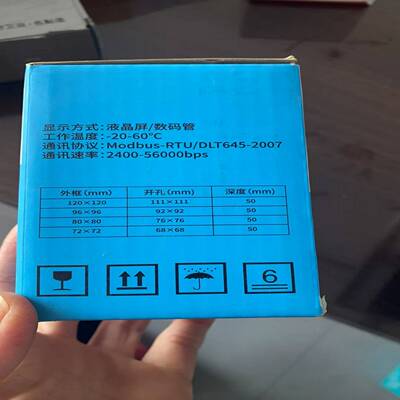 显示方式：液晶屏/数码管
工作温度：-20-60℃
通讯协议：Modbus-RTU/DLT645-2007
通讯速率：2400-56000bps
外框(mm) 开孔(mm) 深度(mm)
120×120 111×111 50
96×96 92×92 50
80×80 76×76 50
72×72 68×68 50
6